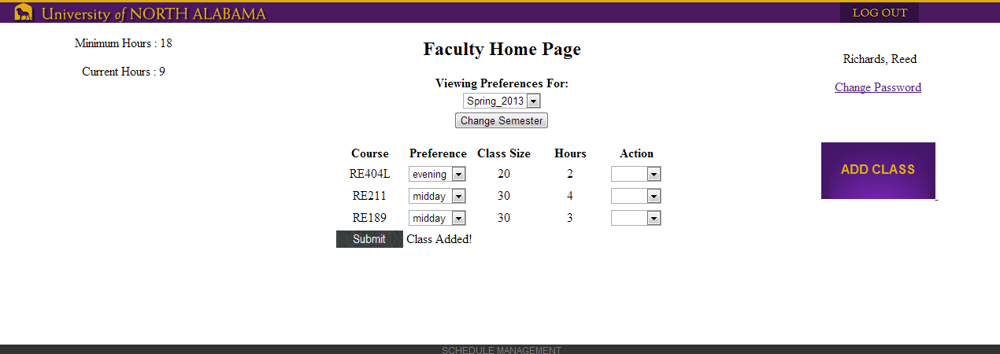 University of NORTH ALABAMA
LOG OUT
Minimum Hours : 18
Current Hours : 9
Faculty Home Page
Viewing Preferences For:
Spring_2013
Change Semester
Richards, Reed
Change Password
ADD CLASS
Course Preference Class Size Hours Action
RE404L evening 20 2
RE211 midday 30 4
RE189 midday 30 3
Submit Class Added!
SCHEDULE MANAGEMENT